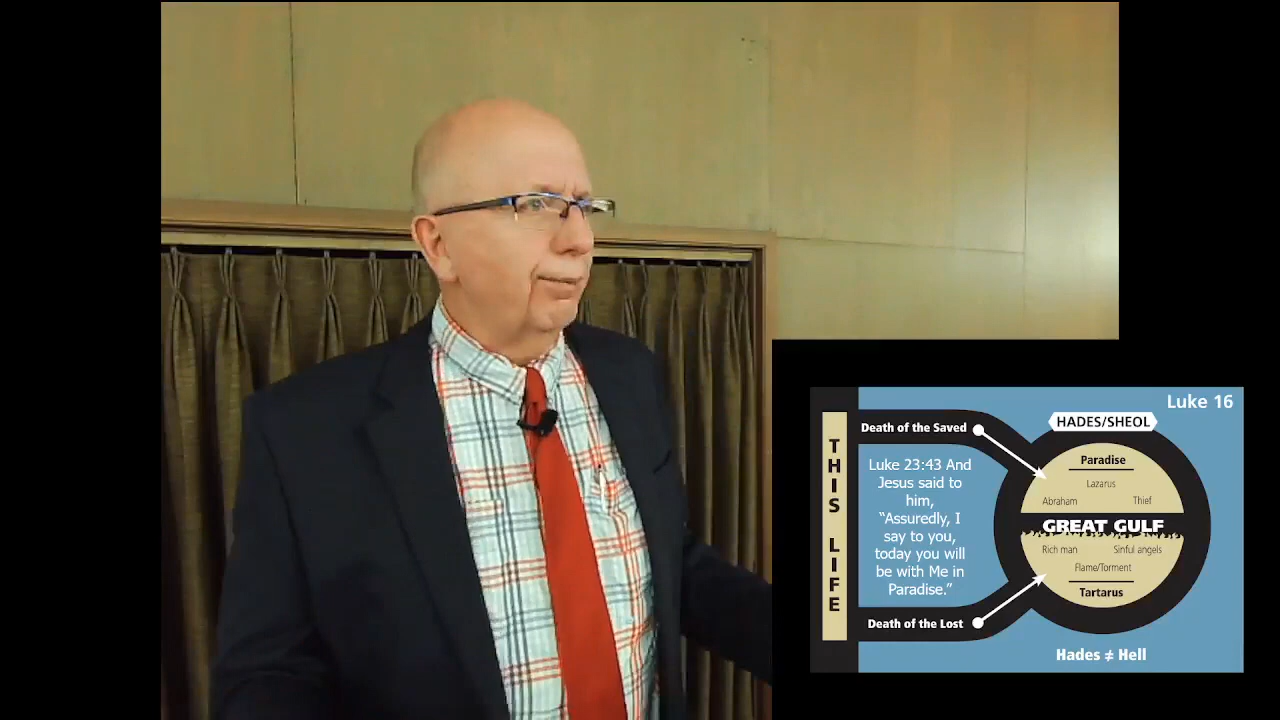 Luke 16
HADES/SHEOL
THIS LIFE
Death of the Saved
Paradise
Lazarus
Abraham
Thief
Luke 23:43 And
Jesus said to
him,
“Assuredly, I
say to you,
today you will
be with Me in
Paradise.”
GREAT GULF
Rich man
Sinful angels
Flame/Torment
Tartarus
Death of the Lost
Hades ≠ Hell